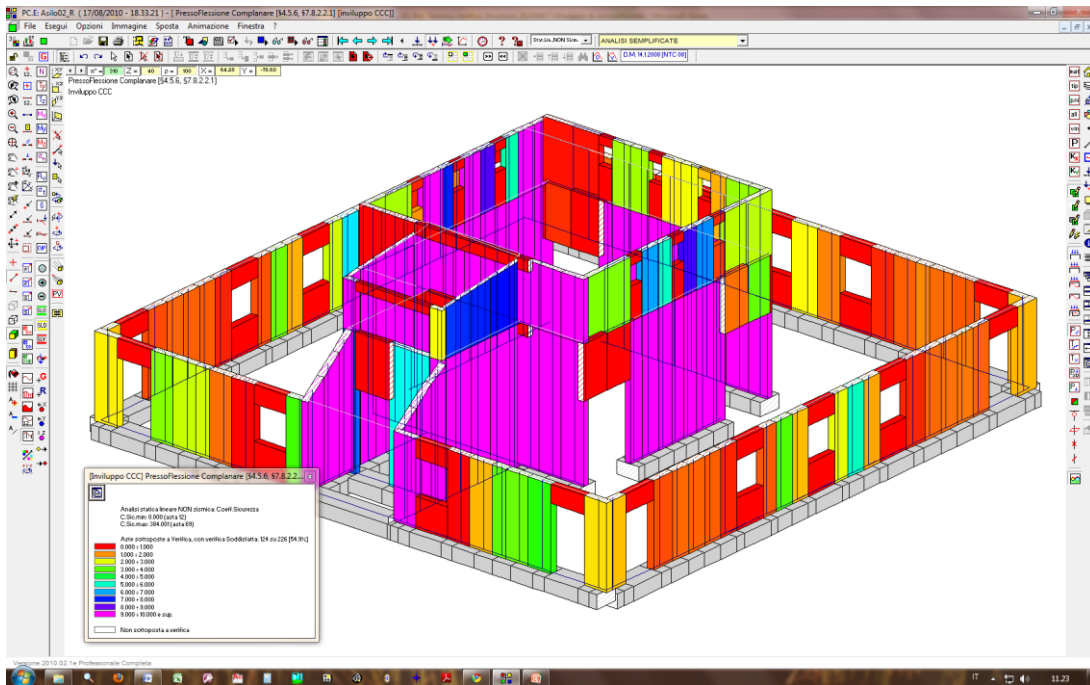 PC.E: Asilo02_R ( 17/08/2010 - 18.33.21 ) - [ PressoFlessione Complanare [§4.5.6, §7.8.2.2.1] [inviluppo CCC] ]
File Esegui Opzioni Immagine Sposta Animazione Finestra ?
Stat.Lin.NON Sism. ANALISI SEMPLIFICATE
D.M. 14.1.2008 [NTC-08]
n° = 310 Z = 40 p = 100 X = Y =
PressoFlessione Complanare [§4.5.6, §7.8.2.2.1]
Inviluppo CCC
[Inviluppo CCC] PressoFlessione Complanare [§4.5.6, §7.8.2.2...
Analisi statica lineare NON sismica: Coeff.Sicurezza
C.Sic.min: 0.000 (asta 12)
C.Sic.max: 384.001 (asta 69)
Aste sottoposte a Verifica, con verifica Soddisfatta: 124 su 226 [54.9%]
0.000 ÷ 1.000
1.000 ÷ 2.000
2.000 ÷ 3.000
3.000 ÷ 4.000
4.000 ÷ 5.000
5.000 ÷ 6.000
6.000 ÷ 7.000
7.000 ÷ 8.000
8.000 ÷ 9.000
9.000 ÷ 10.000 e sup.
Non sottoposta a verifica
Versione 2010.02.1e Professionale Completa
IT 11.23